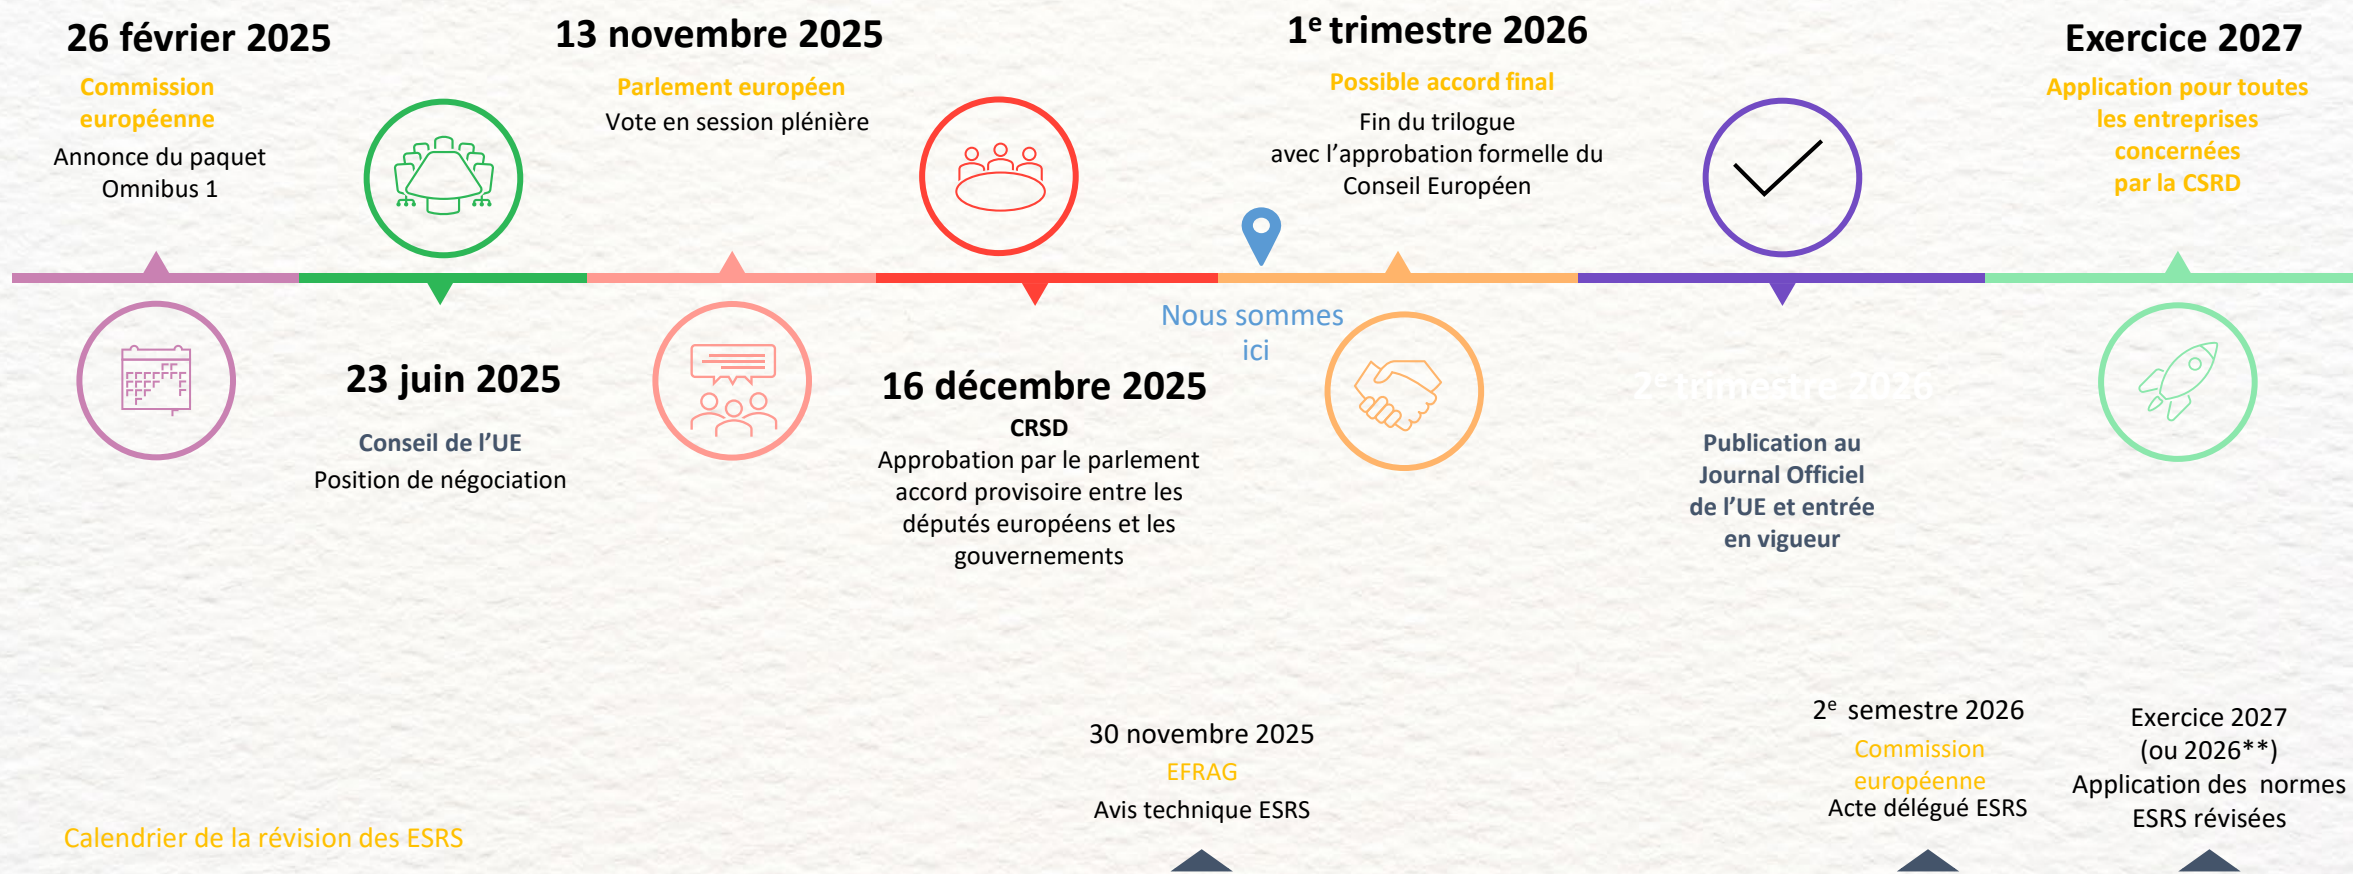 26 février 2025
Commission
européenne
Annonce du paquet
Omnibus 1
23 juin 2025
Conseil de l’UE
Position de négociation
13 novembre 2025
Parlement européen
Vote en session plénière
16 décembre 2025
CRSD
Approbation par le parlement
accord provisoire entre les
députés européens et les
gouvernements
Nous sommes
ici
1e trimestre 2026
Possible accord final
Fin du trilogue
avec l’approbation formelle du
Conseil Européen
trimestre 2026
Publication au
Journal Officiel
de l’UE et entrée
en vigueur
Exercice 2027
Application pour toutes
les entreprises
concernées
par la CSRD
Calendrier de la révision des ESRS
30 novembre 2025
EFRAG
Avis technique ESRS
2e semestre 2026
Commission
européenne
Acte délégué ESRS
Exercice 2027
(ou 2026**)
Application des normes
ESRS révisées